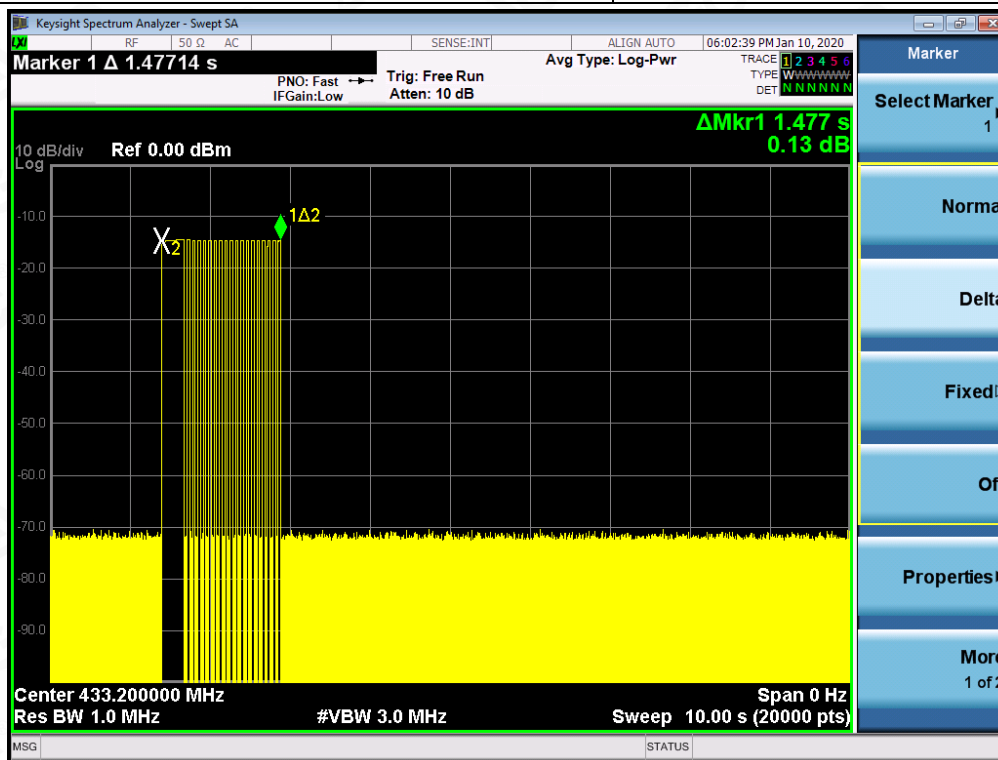 Keysight Spectrum Analyzer - Swept SA
LXI RF 50 Ω AC SENSE:INT ALIGN AUTO 06:02:39 PM Jan 10, 2020
Marker 1 Δ 1.47714 s
PNO: Fast
IFGain:Low
Trig: Free Run
Atten: 10 dB
Avg Type: Log-Pwr
TRACE 1 2 3 4 5 6
TYPE WWWWWW
DET N N N N N N
ΔMkr1 1.477 s
0.13 dB
10 dB/div Ref 0.00 dBm
Log
-10.0
1Δ2
X2
-20.0
-30.0
-40.0
-50.0
-60.0
-70.0
-80.0
-90.0
Center 433.200000 MHz Span 0 Hz
Res BW 1.0 MHz #VBW 3.0 MHz Sweep 10.00 s (20000 pts)
MSG STATUS
Marker
Select Marker
1
Norma
Delta
Fixed
Of
Properties
More
1 of 2